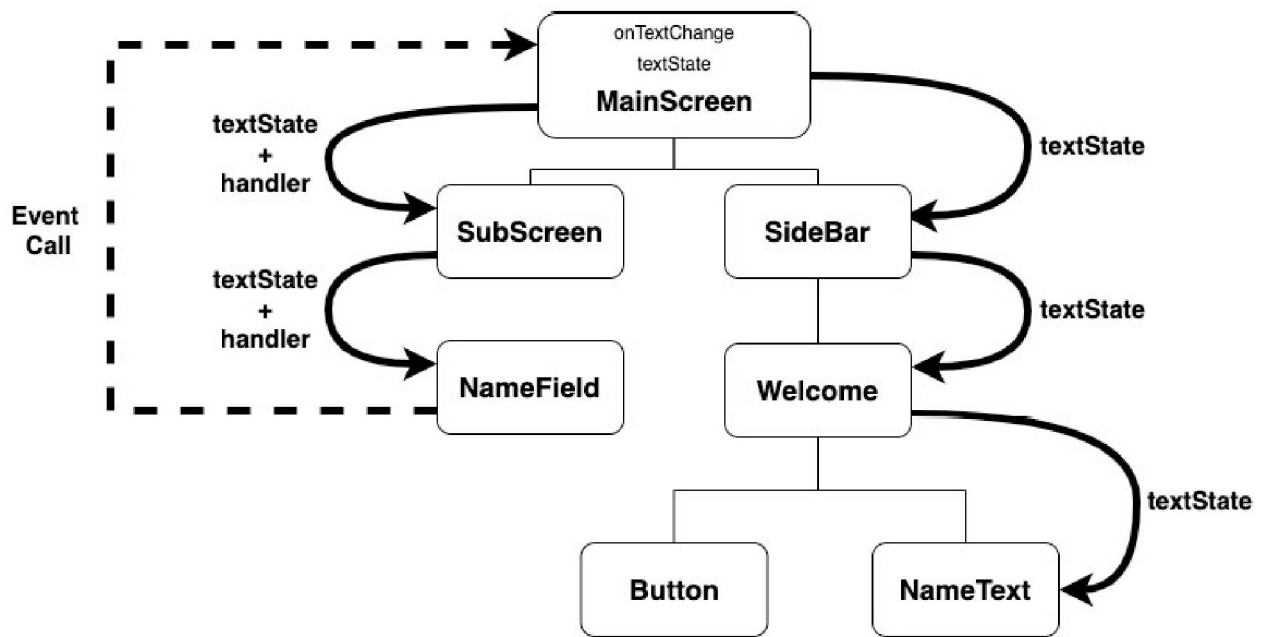 onTextChange
textState
MainScreen
textState
+
handler
textState
Event
Call
SubScreen
SideBar
textState
+
handler
textState
NameField
Welcome
textState
Button
NameText